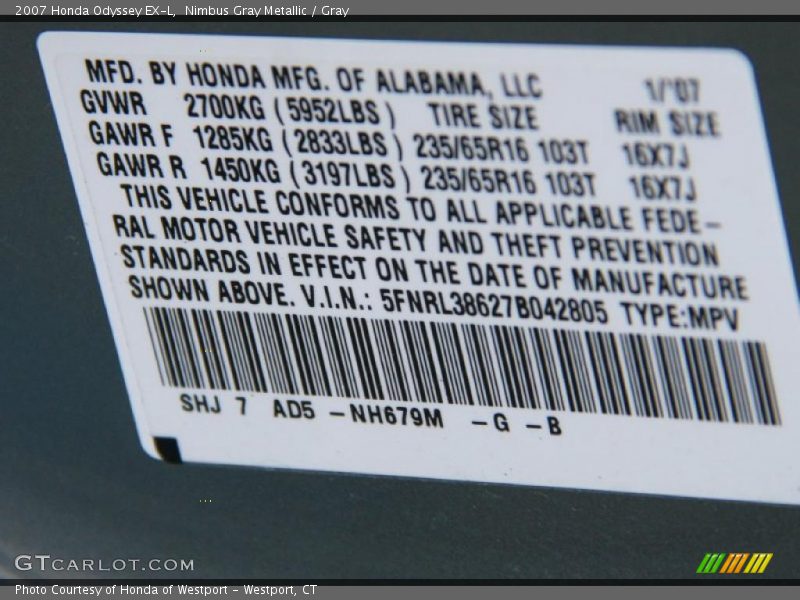 2007 Honda Odyssey EX-L, Nimbus Gray Metallic / Gray
MFD. BY HONDA MFG. OF ALABAMA, LLC 1/'07
GVWR 2700KG (5952LBS) TIRE SIZE RIM SIZE
GAWR F 1285KG (2833LBS) 235/65R16 103T 16X7J
GAWR R 1450KG (3197LBS) 235/65R16 103T 16X7J
THIS VEHICLE CONFORMS TO ALL APPLICABLE FEDE-
RAL MOTOR VEHICLE SAFETY AND THEFT PREVENTION
STANDARDS IN EFFECT ON THE DATE OF MANUFACTURE
SHOWN ABOVE. V.I.N.: 5FNRL38627B042805 TYPE:MPV
SHJ 7 AD5 -NH679M -G -B
GTCARLOT.COM
Photo Courtesy of Honda of Westport - Westport, CT